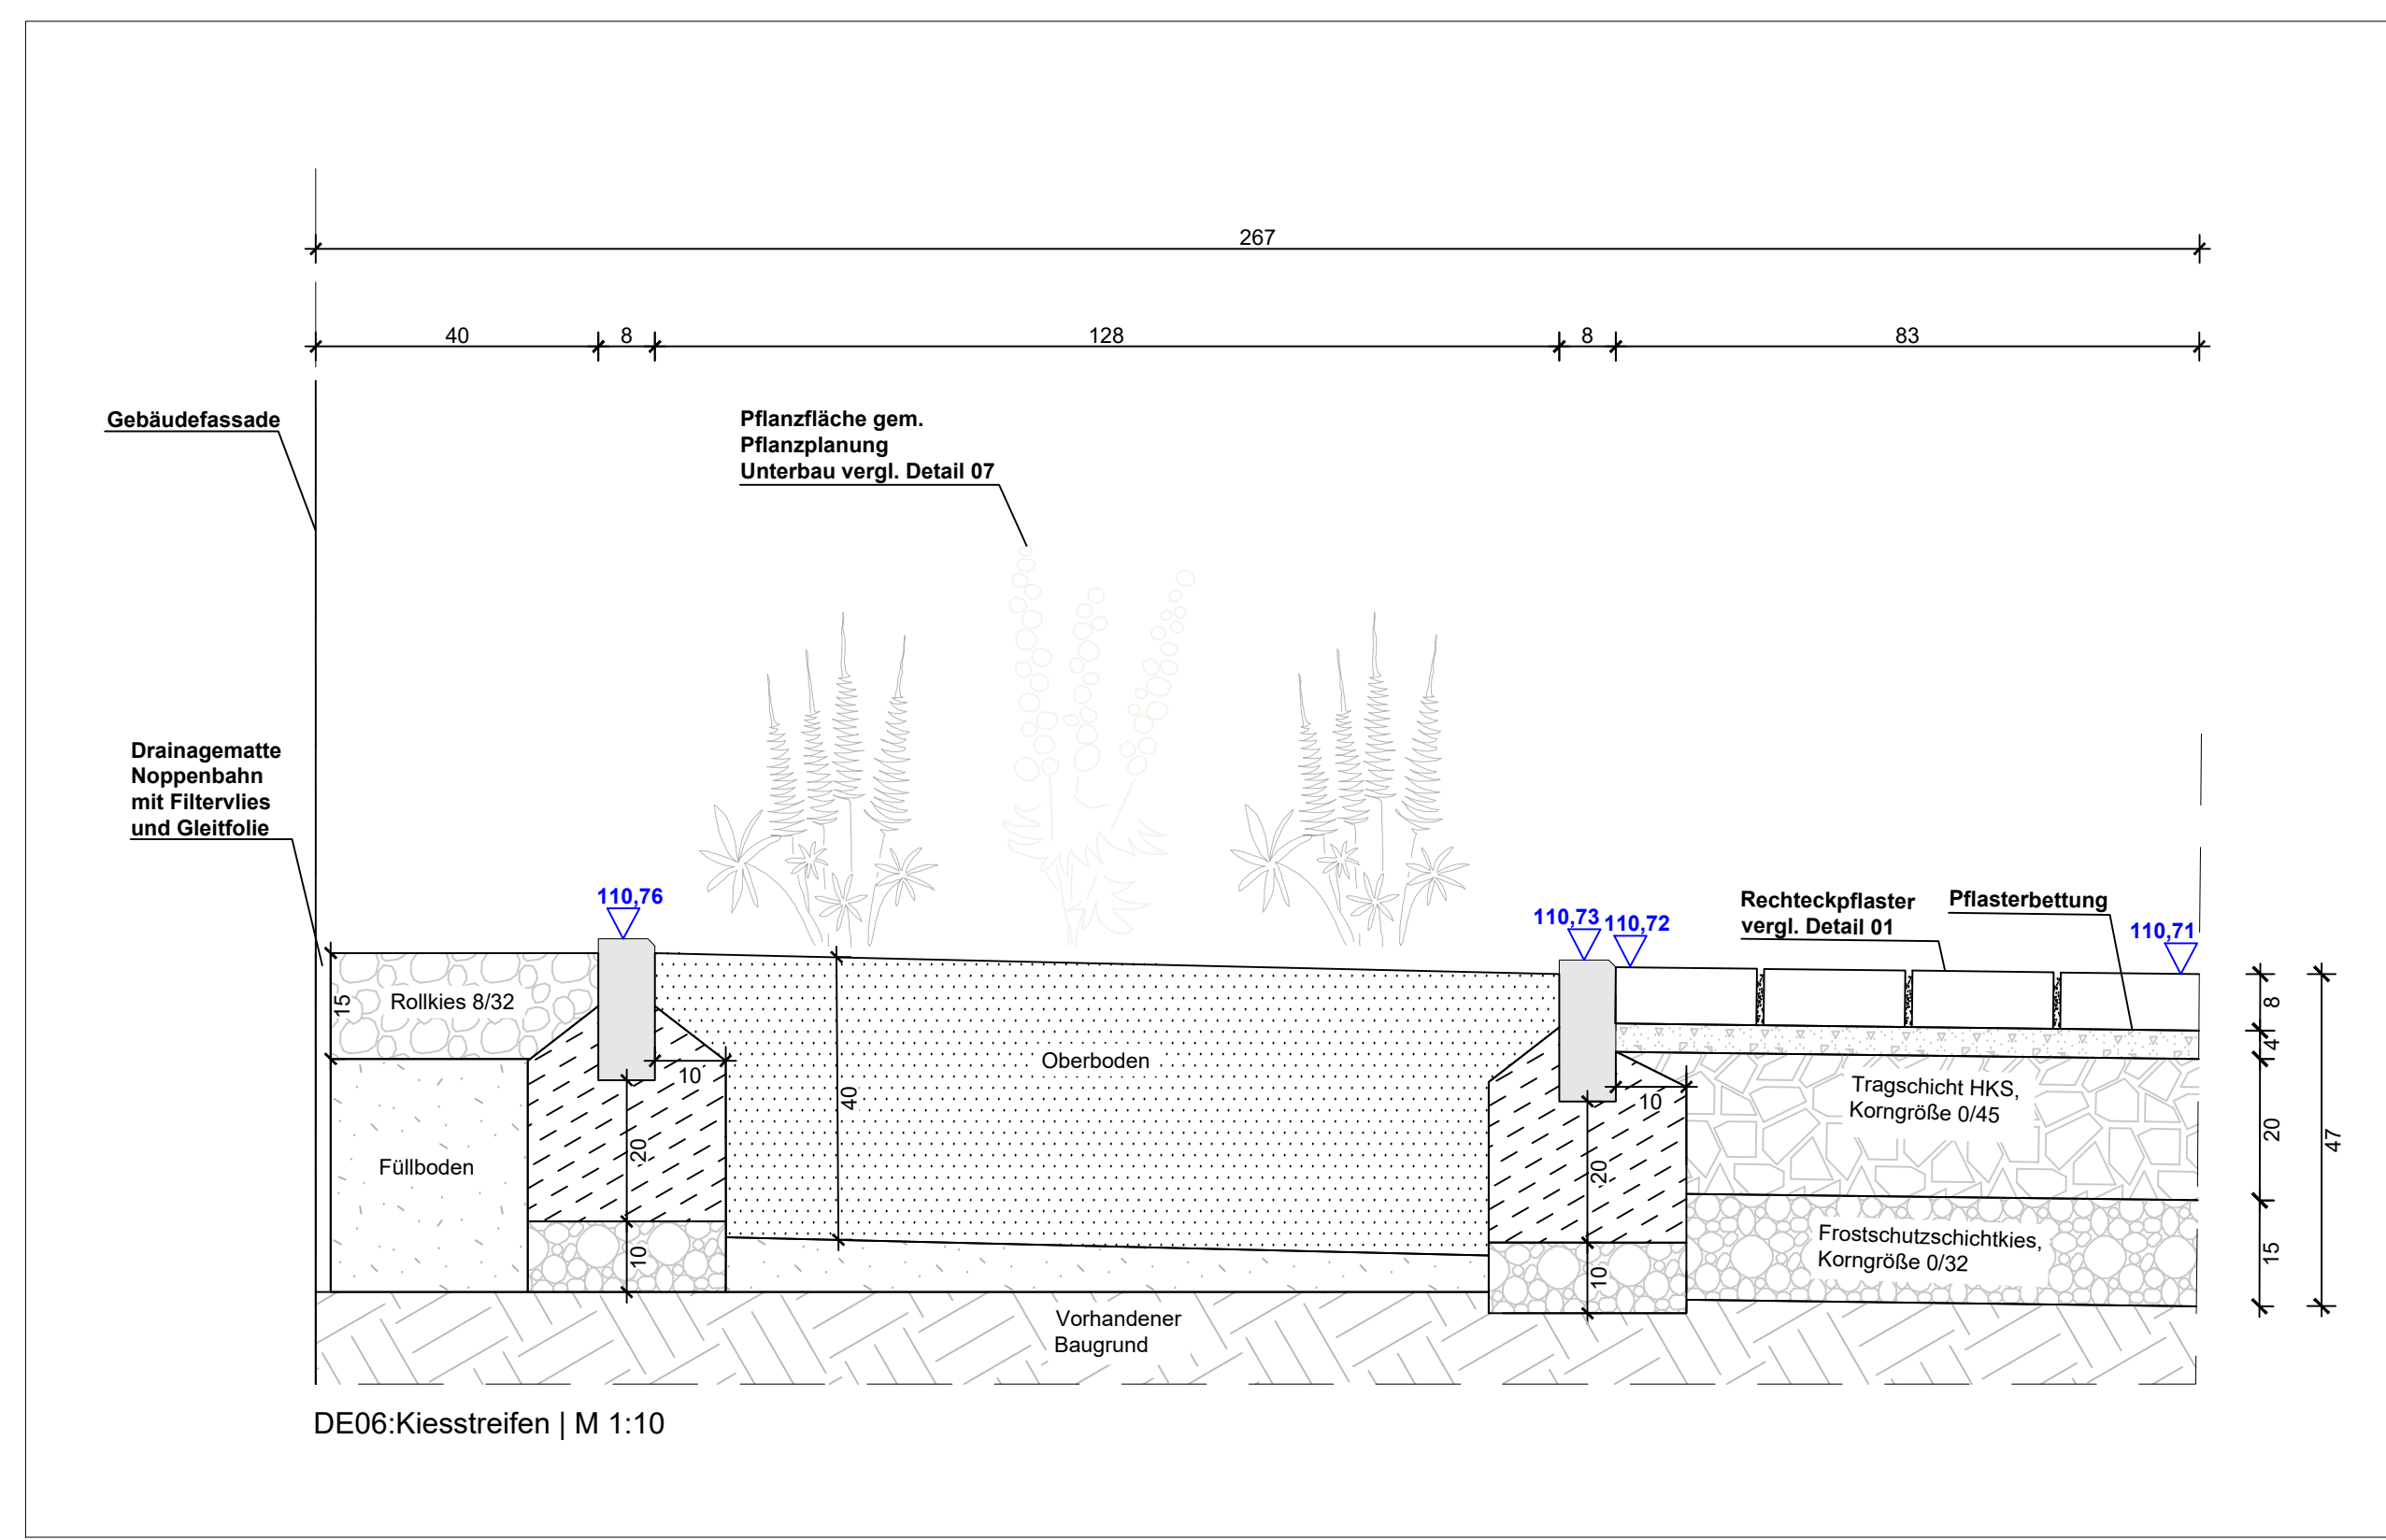 267
40
8
128
8
83
Gebäudefassade
Pflanzfläche gem.
Pflanzplanung
Unterbau vergl. Detail 07
Drainagematte
Noppenbahn
mit Filtervlies
und Gleitfolie
110,76
110,73
110,72
Rechteckpflaster
vergl. Detail 01
Pflasterbettung
110,71
15
Rollkies 8/32
10
40
Oberboden
10
Tragschicht HKS,
Korngröße 0/45
8
4
20
47
15
Füllboden
20
10
20
10
Frostschutzschichtkies,
Korngröße 0/32
Vorhandener
Baugrund
DE06:Kiesstreifen | M 1:10